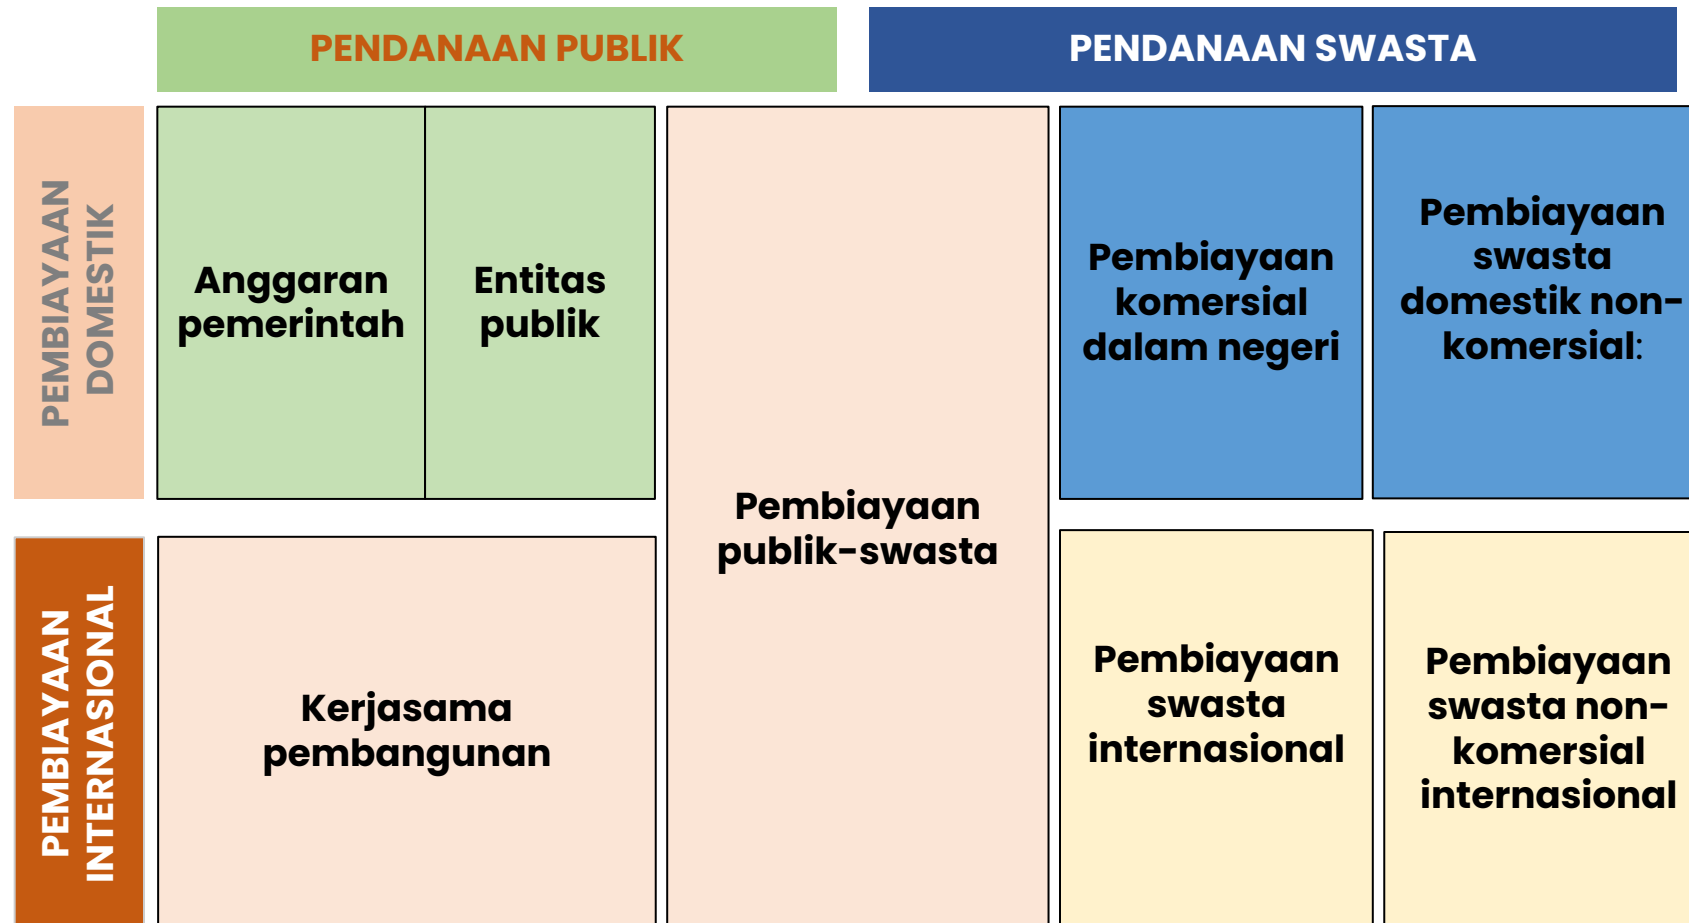 PENDANAAN PUBLIK
PENDANAAN SWASTA
PEMBIAYAAN
DOMESTIK
Anggaran
pemerintah
Entitas
publik
Pembiayaan
publik-swasta
Pembiayaan
komersial
dalam negeri
Pembiayaan
swasta
domestik non-
komersial:
PEMBIAYAAN
INTERNASIONAL
Kerjasama
pembangunan
Pembiayaan
swasta
internasional
Pembiayaan
swasta non-
komersial
internasional